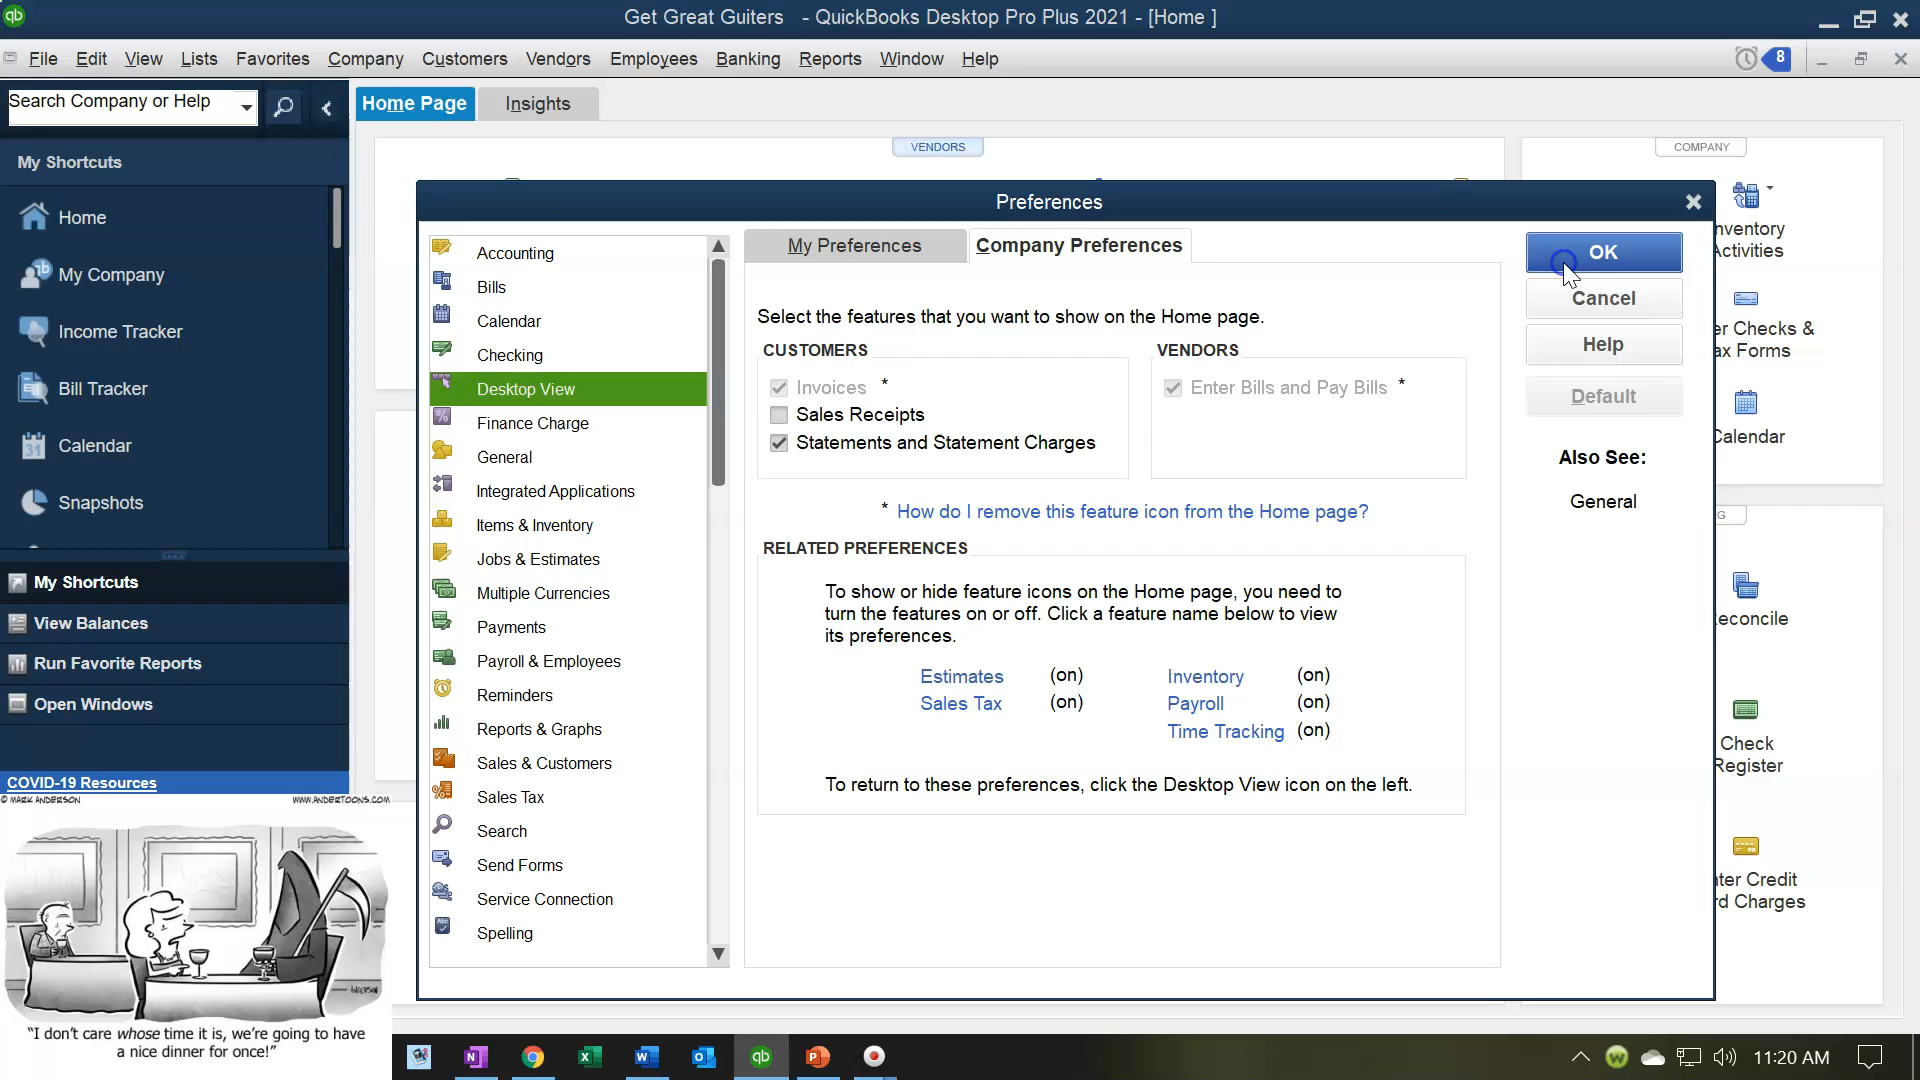 Get Great Guiters - QuickBooks Desktop Pro Plus 2021 - [Home ]
File Edit View Lists Favorites Company Customers Vendors Employees Banking Reports Window Help
8
Search Company or Help
Home Page
Insights
My Shortcuts
Home
My Company
Income Tracker
Bill Tracker
Calendar
Snapshots
My Shortcuts
View Balances
Run Favorite Reports
Open Windows
COVID-19 Resources
© MARK ANDERSON WWW.ANDERTOONS.COM
ANDERSON
“I don’t care whose time it is, we’re going to have
a nice dinner for once!”
VENDORS
COMPANY
Preferences
Accounting
Bills
Calendar
Checking
Desktop View
Finance Charge
General
Integrated Applications
Items & Inventory
Jobs & Estimates
Multiple Currencies
Payments
Payroll & Employees
Reminders
Reports & Graphs
Sales & Customers
Sales Tax
Search
Send Forms
Service Connection
Spelling
My Preferences
Company Preferences
Select the features that you want to show on the Home page.
CUSTOMERS
Invoices *
Sales Receipts
Statements and Statement Charges
VENDORS
Enter Bills and Pay Bills *
* How do I remove this feature icon from the Home page?
RELATED PREFERENCES
To show or hide feature icons on the Home page, you need to
turn the features on or off. Click a feature name below to view
its preferences.
Estimates (on)
Inventory (on)
Sales Tax (on)
Payroll (on)
Time Tracking (on)
To return to these preferences, click the Desktop View icon on the left.
OK
Cancel
Help
Default
Also See:
General
nventory
Activities
er Checks &
ax Forms
Calendar
G
econcile
Check
Register
nter Credit
rd Charges
11:20 AM